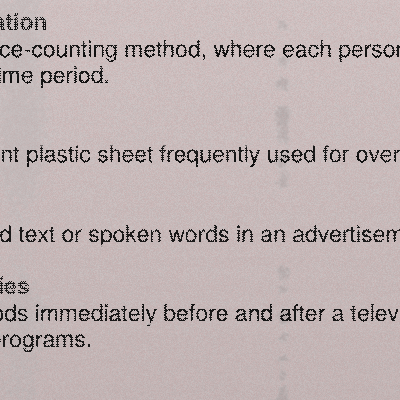 ation
ce-counting method, where each person
ime period.
nt plastic sheet frequently used for over
d text or spoken words in an advertisem
ies
ods immediately before and after a telev
rograms.